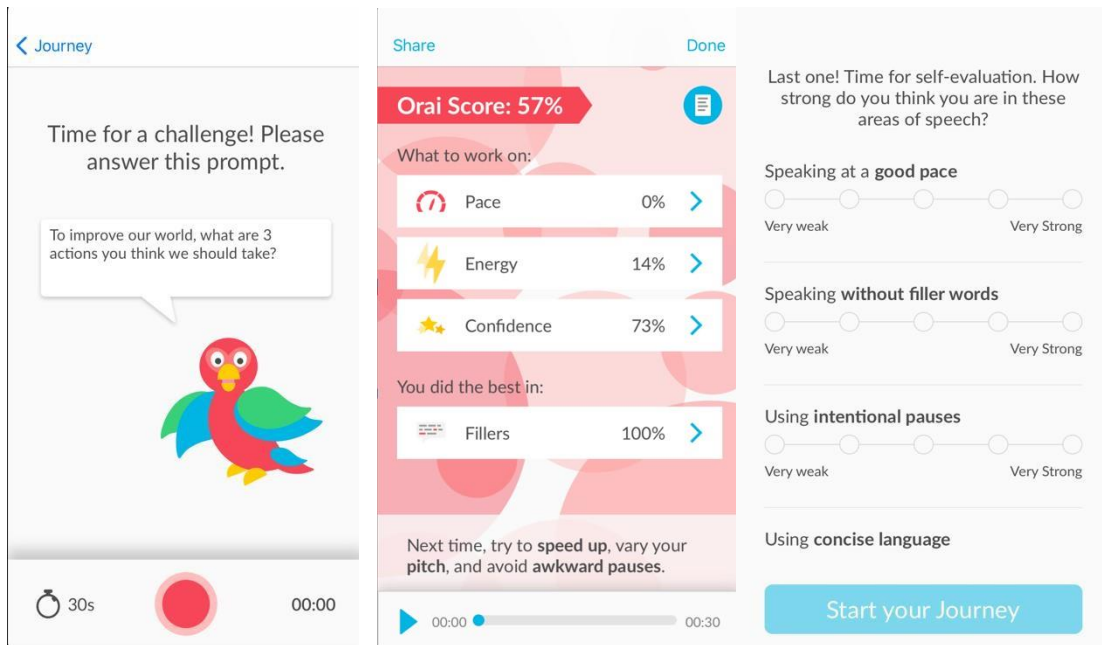 Journey
Time for a challenge! Please
answer this prompt.
To improve our world, what are 3
actions you think we should take?
30s
00:00
Share
Done
Orai Score: 57%
What to work on:
Pace 0%
Energy 14%
Confidence 73%
You did the best in:
Fillers 100%
Next time, try to speed up, vary your
pitch, and avoid awkward pauses.
00:00
00:30
Last one! Time for self-evaluation. How
strong do you think you are in these
areas of speech?
Speaking at a good pace
Very weak Very Strong
Speaking without filler words
Very weak Very Strong
Using intentional pauses
Very weak Very Strong
Using concise language
Start your Journey